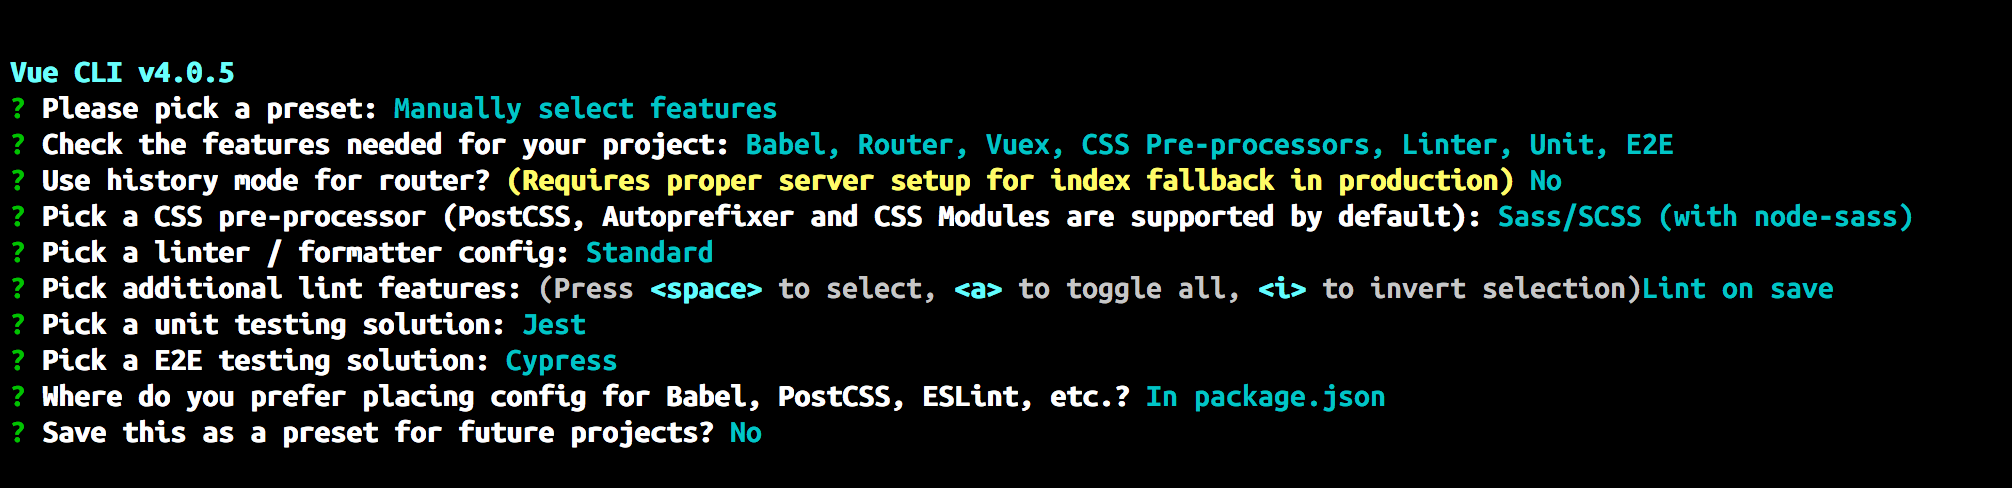 Vue CLI v4.0.5
? Please pick a preset: Manually select features
? Check the features needed for your project: Babel, Router, Vuex, CSS Pre-processors, Linter, Unit, E2E
? Use history mode for router? (Requires proper server setup for index fallback in production) No
? Pick a CSS pre-processor (PostCSS, Autoprefixer and CSS Modules are supported by default): Sass/SCSS (with node-sass)
? Pick a linter / formatter config: Standard
? Pick additional lint features: (Press <space> to select, <a> to toggle all, <i> to invert selection)Lint on save
? Pick a unit testing solution: Jest
? Pick a E2E testing solution: Cypress
? Where do you prefer placing config for Babel, PostCSS, ESLint, etc.? In package.json
? Save this as a preset for future projects? No